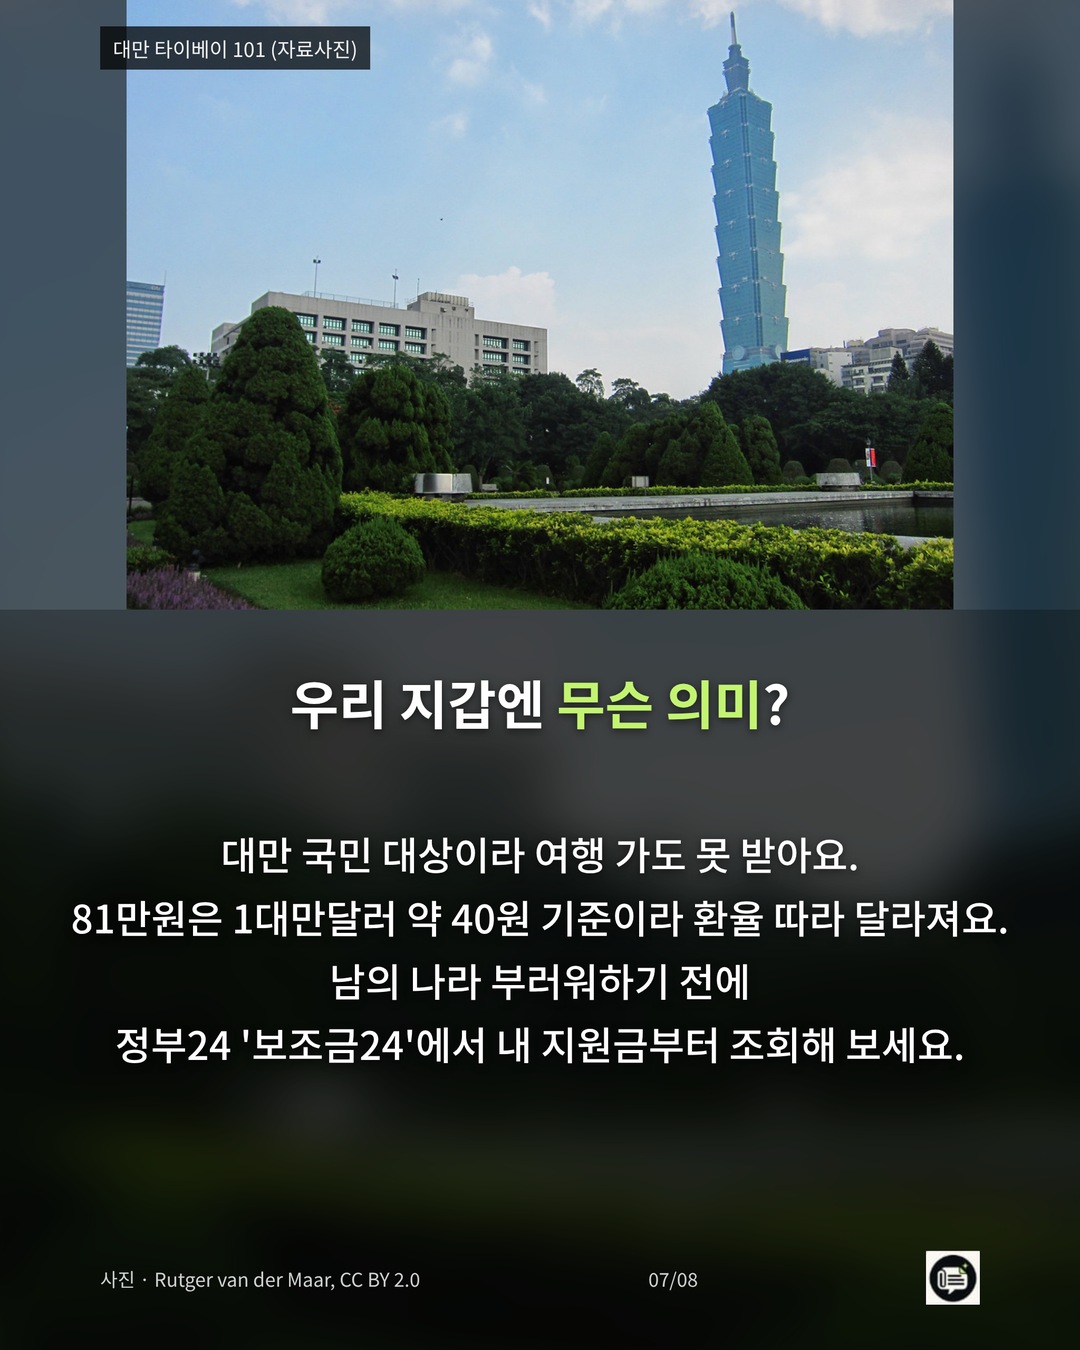 대만 타이베이 101 (자료사진)
우리 지갑엔 무슨 의미?
대만 국민 대상이라 여행 가도 못 받아요.
81만원은 1대만달러 약 40원 기준이라 환율 따라 달라져요.
남의 나라 부러워하기 전에
정부24 '보조금24'에서 내 지원금부터 조회해 보세요.
사진 · Rutger van der Maar, CC BY 2.0
07/08